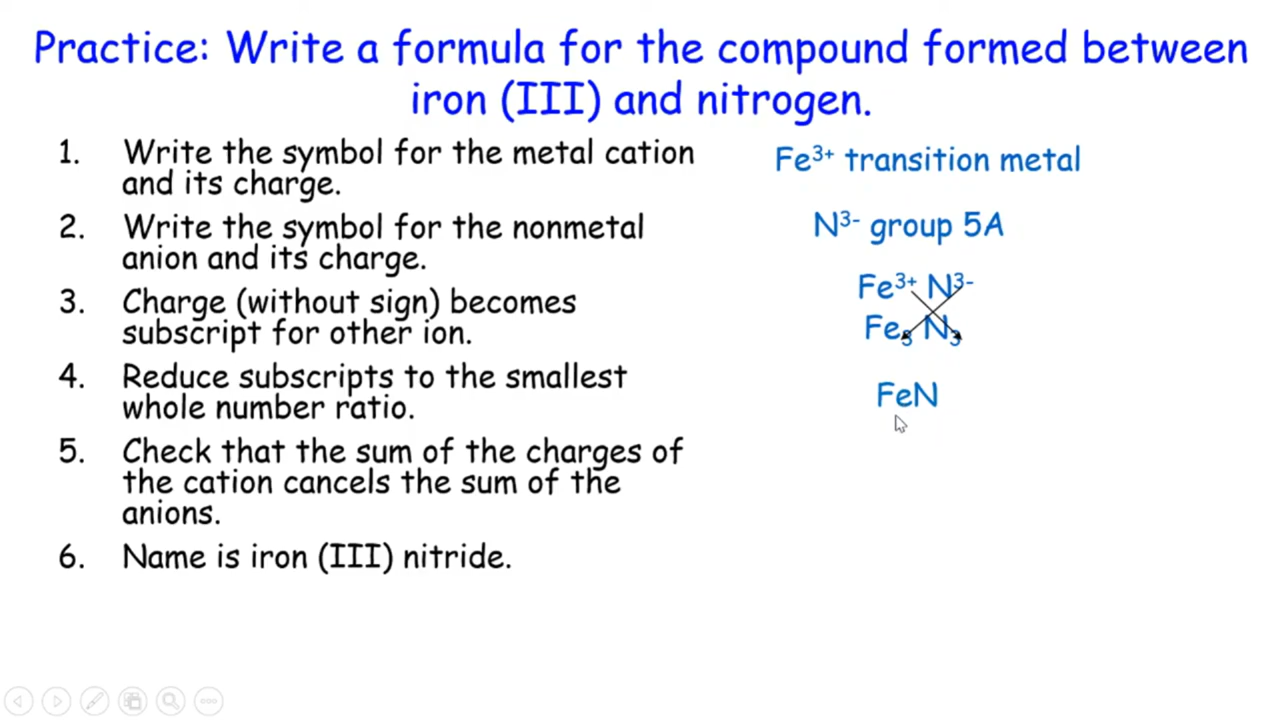 Practice: Write a formula for the compound formed between
iron (III) and nitrogen.
1. Write the symbol for the metal cation
and its charge.
Fe³⁺ transition metal
2. Write the symbol for the nonmetal
anion and its charge.
N³⁻ group 5A
3. Charge (without sign) becomes
subscript for other ion.
Fe³⁺ N³⁻
Fe₃ N₃
4. Reduce subscripts to the smallest
whole number ratio.
FeN
5. Check that the sum of the charges of
the cation cancels the sum of the
anions.
6. Name is iron (III) nitride.